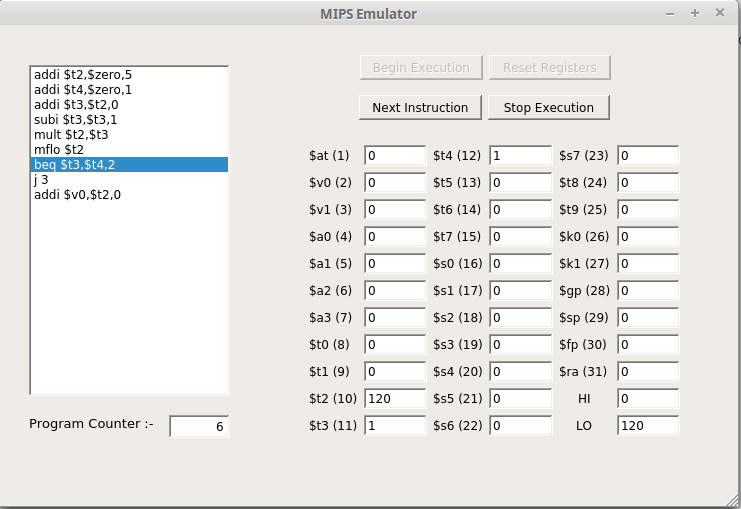 MIPS Emulator
addi $t2,$zero,5
addi $t4,$zero,1
addi $t3,$t2,0
subi $t3,$t3,1
mult $t2,$t3
mflo $t2
beq $t3,$t4,2
j 3
addi $v0,$t2,0
Program Counter :- 6
Begin Execution Reset Registers
Next Instruction Stop Execution
$at (1) 0 $t4 (12) 1 $s7 (23) 0
$v0 (2) 0 $t5 (13) 0 $t8 (24) 0
$v1 (3) 0 $t6 (14) 0 $t9 (25) 0
$a0 (4) 0 $t7 (15) 0 $k0 (26) 0
$a1 (5) 0 $s0 (16) 0 $k1 (27) 0
$a2 (6) 0 $s1 (17) 0 $gp (28) 0
$a3 (7) 0 $s2 (18) 0 $sp (29) 0
$t0 (8) 0 $s3 (19) 0 $fp (30) 0
$t1 (9) 0 $s4 (20) 0 $ra (31) 0
$t2 (10) 120 $s5 (21) 0 HI 0
$t3 (11) 1 $s6 (22) 0 LO 120